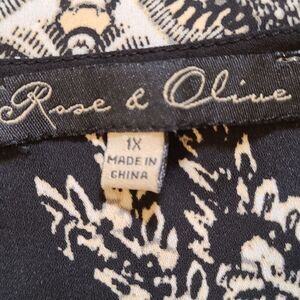 Rose & Olive
1X
MADE IN
CHINA